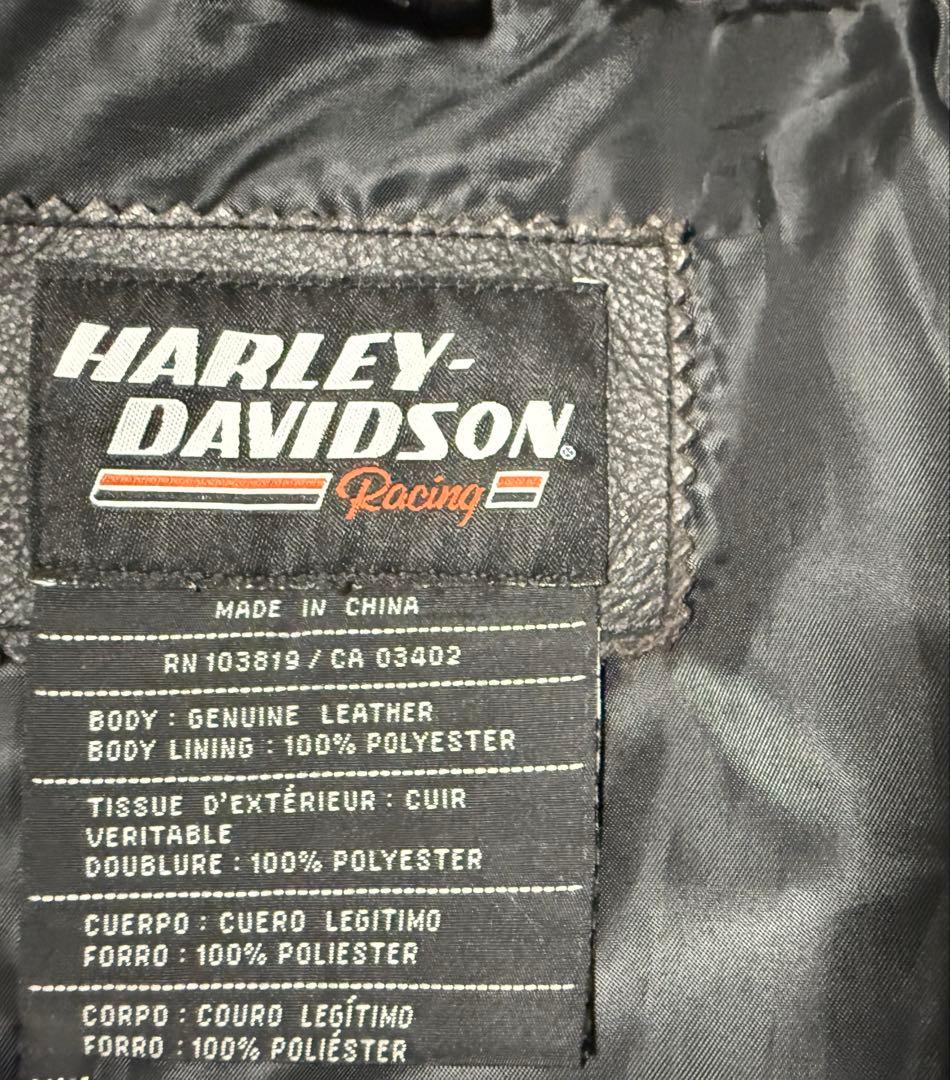 HARLEY-
DAVIDSON®
Racing
MADE IN CHINA
RN 103819 / CA 03402
BODY : GENUINE LEATHER
BODY LINING : 100% POLYESTER
TISSUE D'EXTÉRIEUR : CUIR
VERITABLE
DOUBLURE : 100% POLYESTER
CUERPO : CUERO LEGITIMO
FORRO : 100% POLIESTER
CORPO : COURO LEGÍTIMO
FORRO : 100% POLIÉSTER